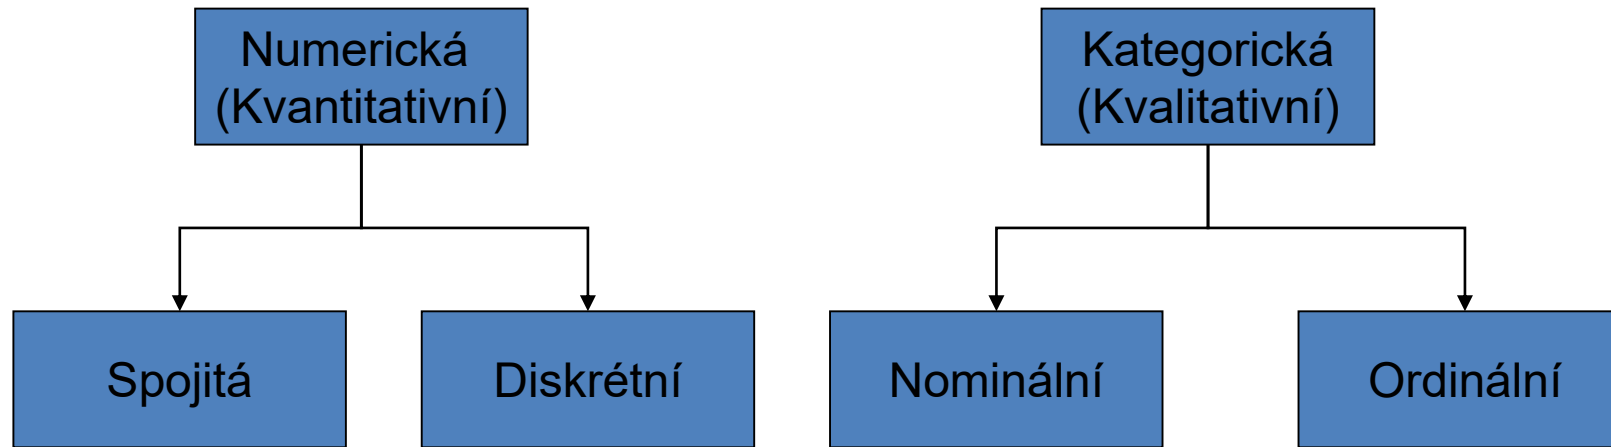 Numerická
(Kvantitativní)
Kategorická
(Kvalitativní)
Spojitá
Diskrétní
Nominální
Ordinální